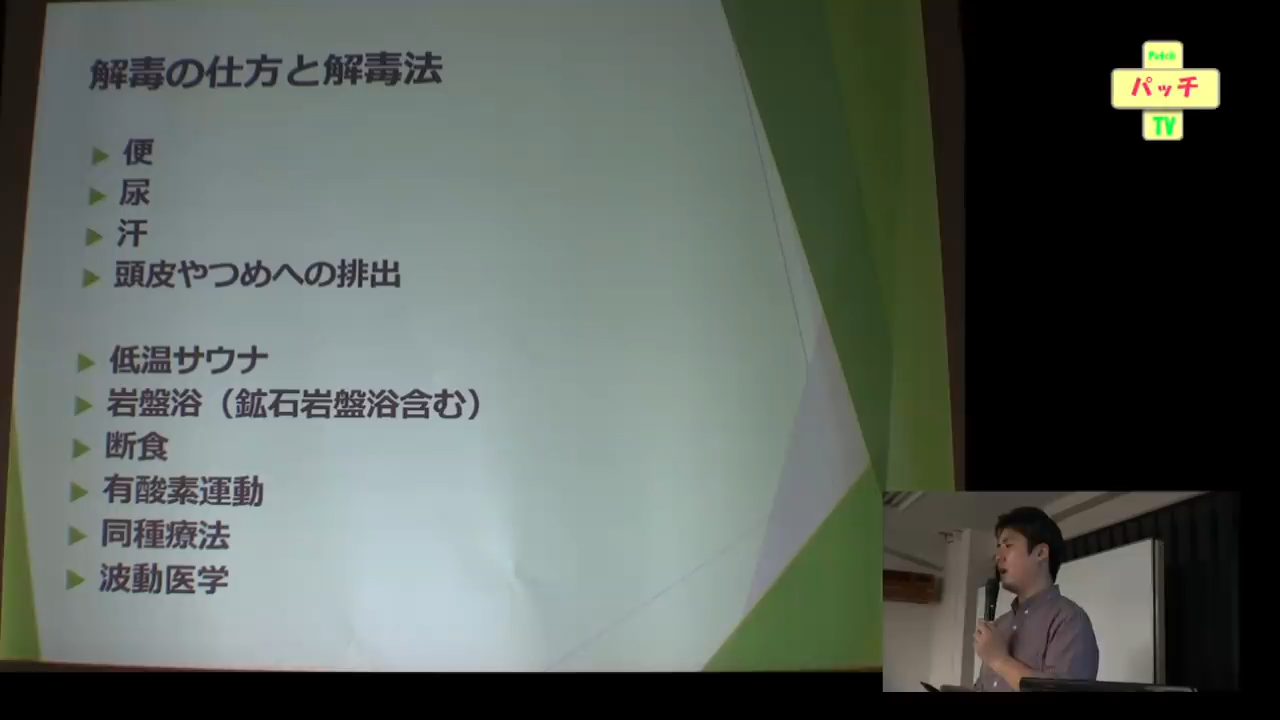 解毒の仕方と解毒法
便
尿
汗
頭皮やつめへの排出
低温サウナ
岩盤浴（鉱石岩盤浴含む）
断食
有酸素運動
同種療法
波動医学
Patch
パッチ
TV